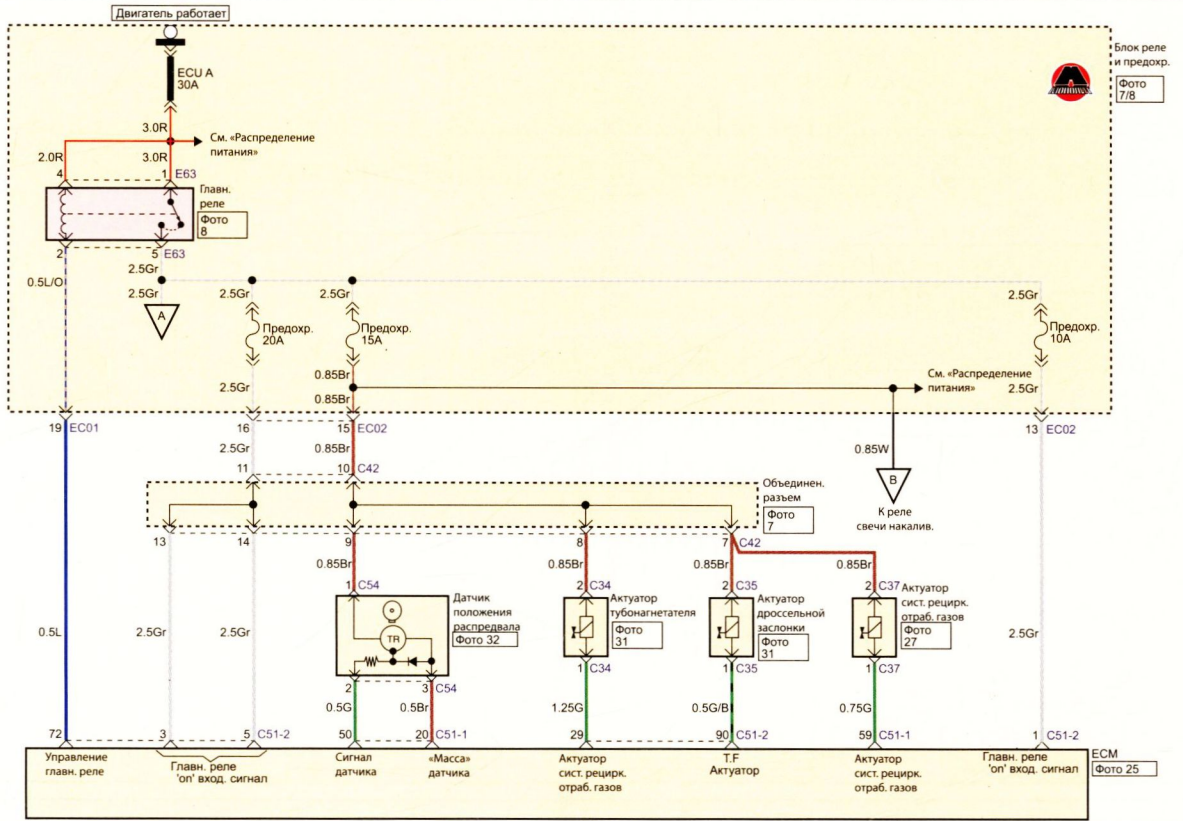 Двигатель работает
Блок реле
и предохр.
Фото
7/8
ECU A
30A
3.0R
См. «Распределение
питания»
2.0R
3.0R
4
1
E63
Главн.
реле
Фото
8
2
5
E63
2.5Gr
0.5L/O
2.5Gr
2.5Gr
2.5Gr
2.5Gr
A
Предохр.
20A
Предохр.
15A
Предохр.
10A
0.85Br
См. «Распределение
питания»
2.5Gr
0.85Br
2.5Gr
19
EC01
16
15
EC02
13
EC02
2.5Gr
0.85Br
0.85W
11
10
C42
B
К реле
свечи накалив.
Объединен.
разъем
Фото
7
13
14
9
8
7
C42
0.85Br
0.85Br
0.85Br
0.85Br
1
C54
2
C34
2
C35
2
C37
Датчик
положения
распредвала
Фото 32
TR
Актуатор
тубонагнетателя
Фото
31
Актуатор
дроссельной
заслонки
Фото
31
Актуатор
сист. рецирк.
отраб. газов
Фото
27
0.5L
2.5Gr
2.5Gr
2.5Gr
1
C34
1
C35
1
C37
2
3
C54
0.5G
0.5Br
1.25G
0.5G/B
0.75G
72
3
5
C51-2
50
20
C51-1
29
90
C51-2
59
C51-1
1
C51-2
Управление
главн. реле
Главн. реле
'on' вход. сигнал
Сигнал
датчика
«Масса»
датчика
Актуатор
сист. рецирк.
отраб. газов
T.F
Актуатор
Актуатор
сист. рецирк.
отраб. газов
Главн. реле
'on' вход. сигнал
ECM
Фото 25